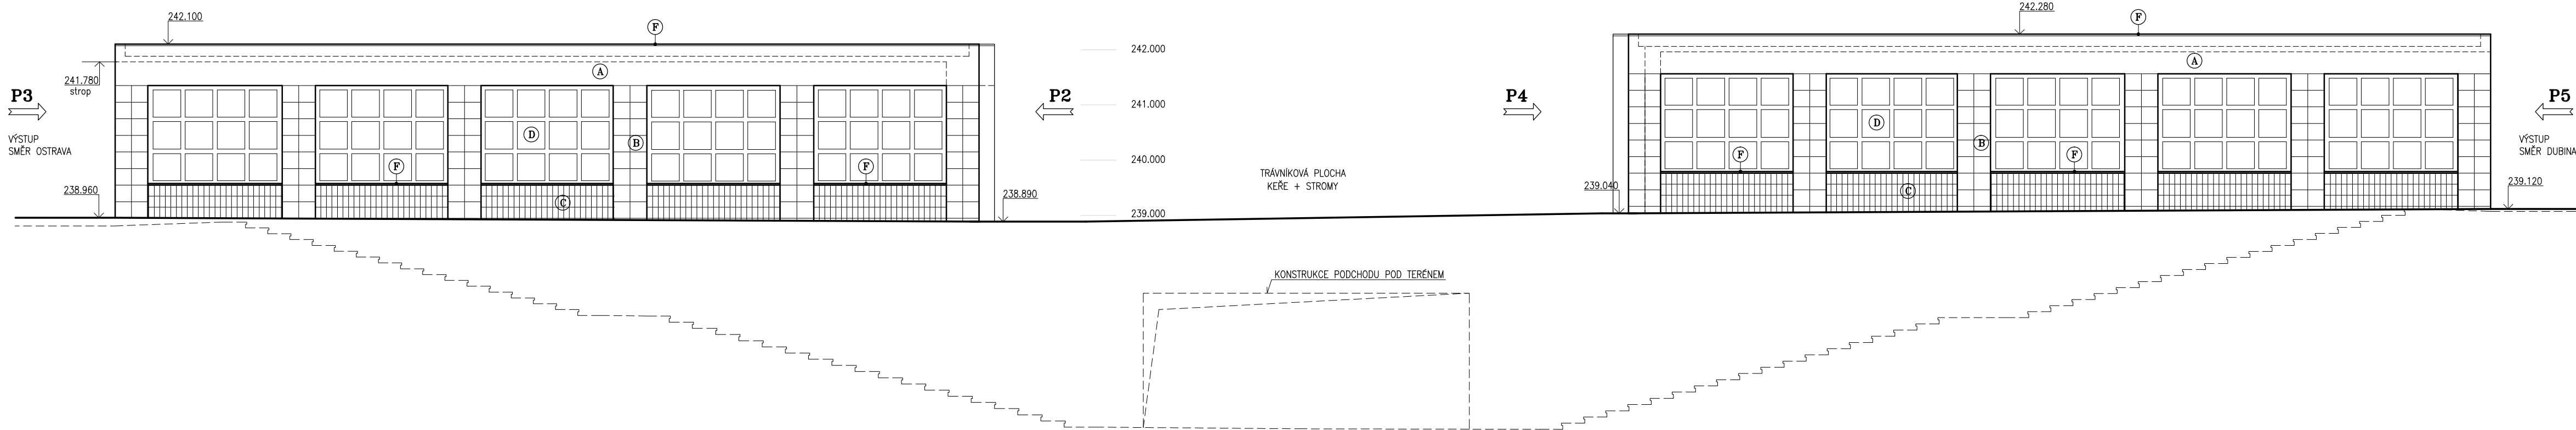 242.100
F
241.780
strop
A
P3
VÝSTUP
SMĚR OSTRAVA
D
B
F
F
C
238.960
238.890
P2
242.000
241.000
240.000
239.000
TRÁVNÍKOVÁ PLOCHA
KEŘE + STROMY
KONSTRUKCE PODCHODU POD TERÉNEM
P4
242.280
F
A
D
B
F
F
C
239.040
P5
VÝSTUP
SMĚR DUBINA
239.120